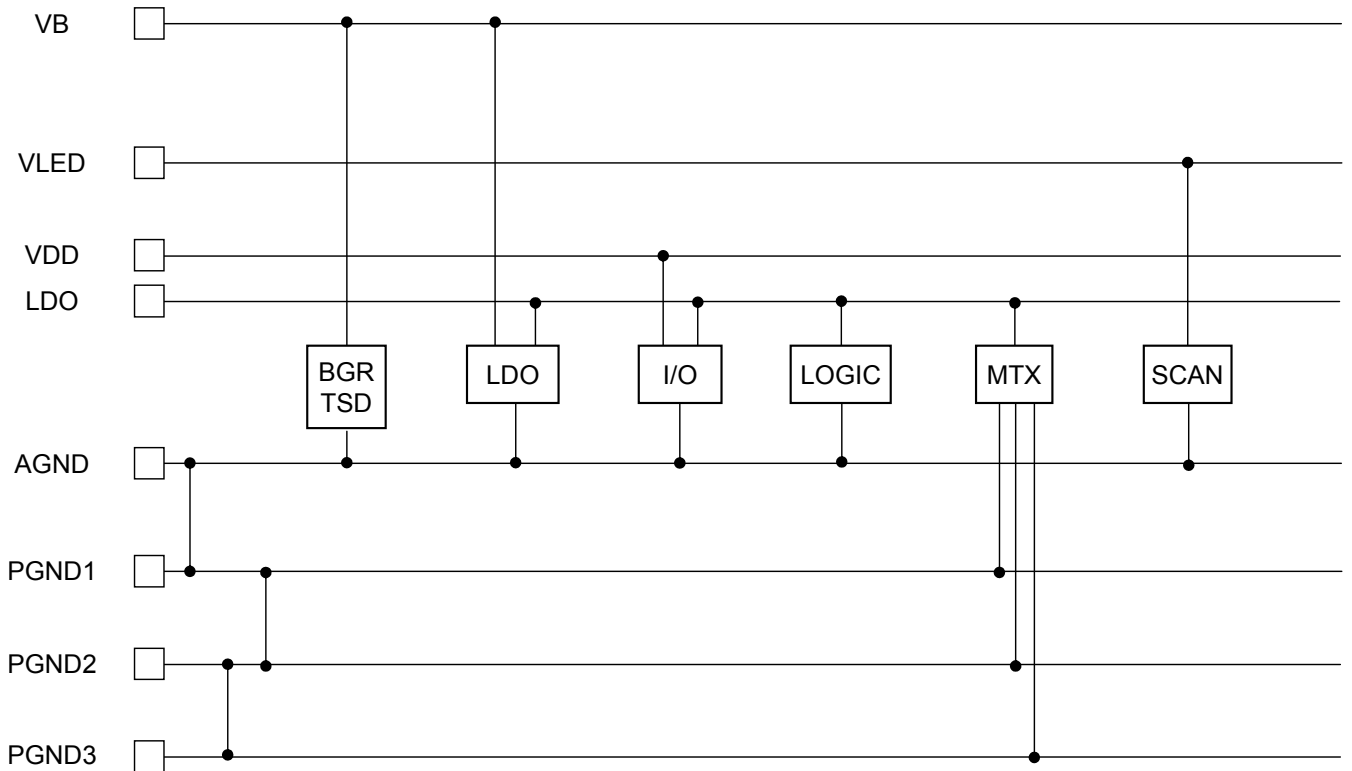 VB
VLED
VDD
LDO
BGR
TSD
LDO
I/O
LOGIC
MTX
SCAN
AGND
PGND1
PGND2
PGND3